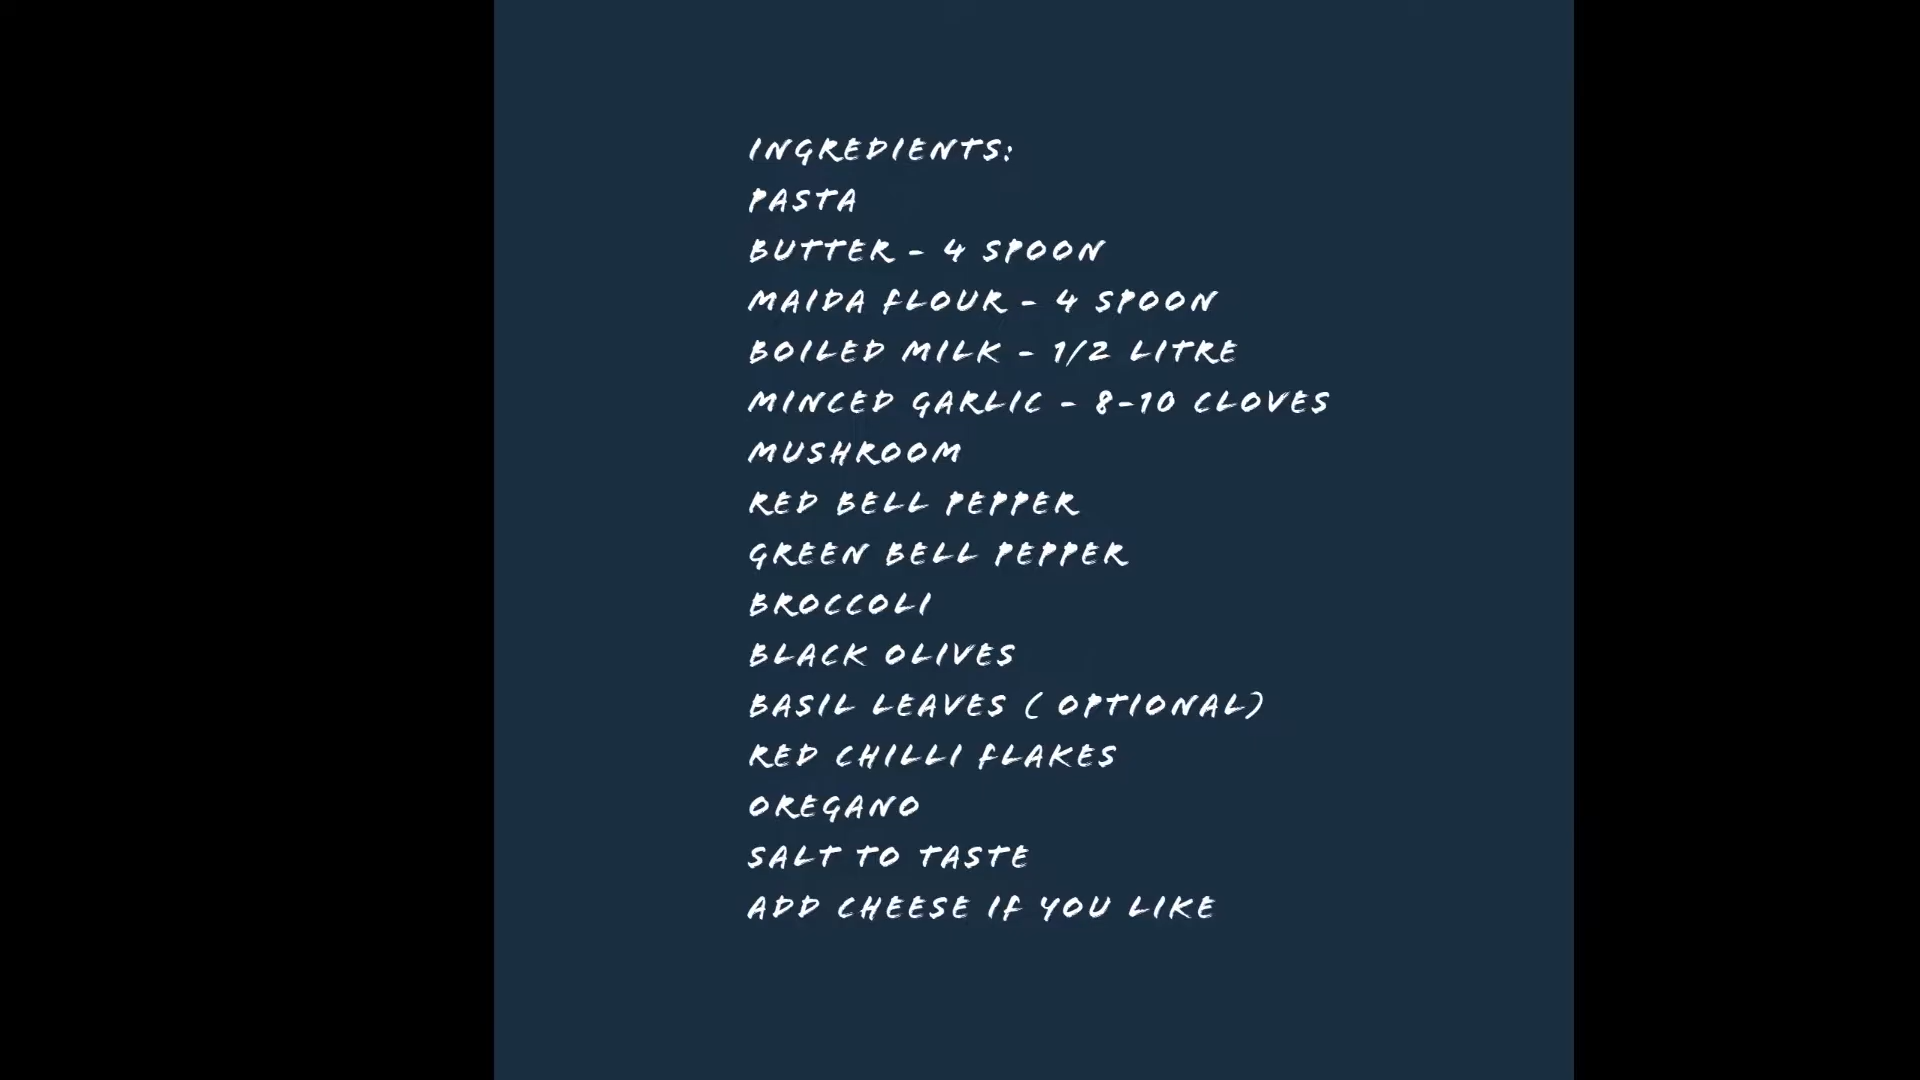 INGREDIENTS:
PASTA
BUTTER - 4 SPOON
MAIDA FLOUR - 4 SPOON
BOILED MILK - 1/2 LITRE
MINCED GARLIC - 8-10 CLOVES
MUSHROOM
RED BELL PEPPER
GREEN BELL PEPPER
BROCCOLI
BLACK OLIVES
BASIL LEAVES ( OPTIONAL)
RED CHILLI FLAKES
OREGANO
SALT TO TASTE
ADD CHEESE IF YOU LIKE